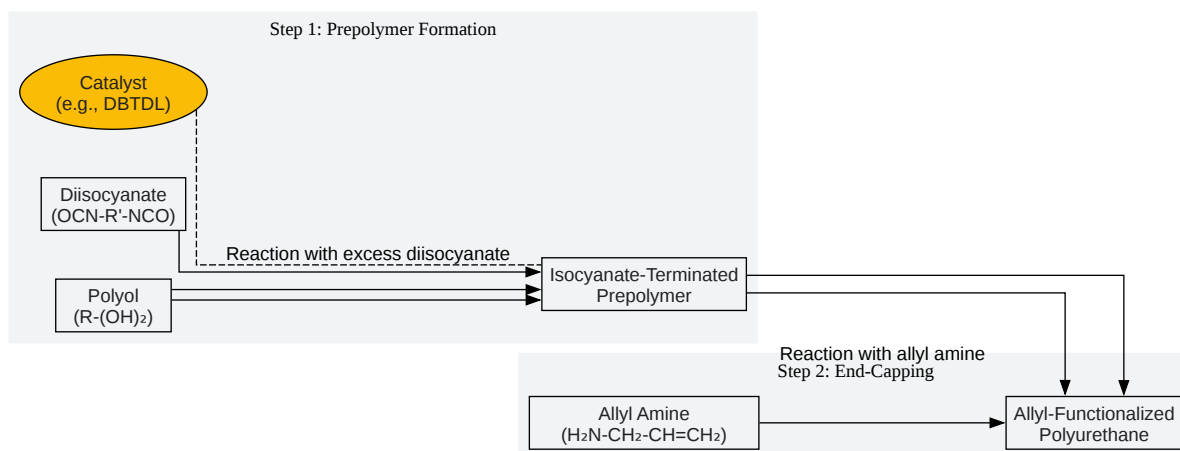 Step 1: Prepolymer Formation
Catalyst
(e.g., DBTDL)
Diisocyanate
(OCN-R'-NCO)
Reaction with excess diisocyanate
Polyol
(R-(OH)₂)
Isocyanate-Terminated
Prepolymer
Reaction with allyl amine
Step 2: End-Capping
Allyl Amine
(H₂N-CH₂-CH=CH₂)
Allyl-Functionalized
Polyurethane